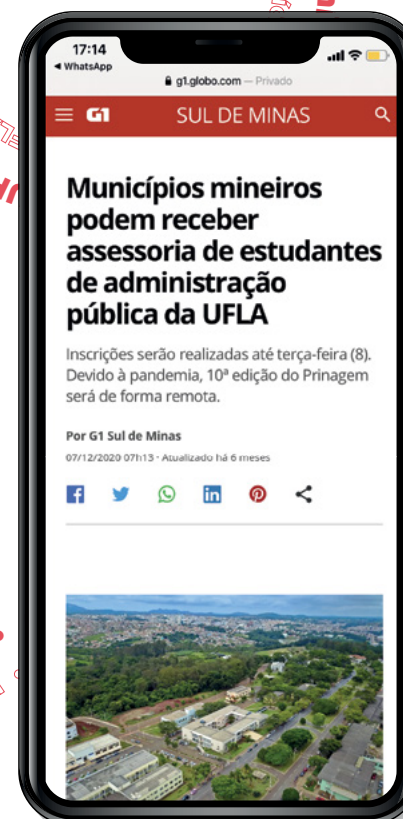 17:14
◄ WhatsApp
g1.globo.com — Privado
G1 SUL DE MINAS
Municípios mineiros
podem receber
assessoria de estudantes
de administração
pública da UFLA
Inscrições serão realizadas até terça-feira (8).
Devido à pandemia, 10ª edição do Prinagem
será de forma remota.
Por G1 Sul de Minas
07/12/2020 07h13 · Atualizado há 6 meses